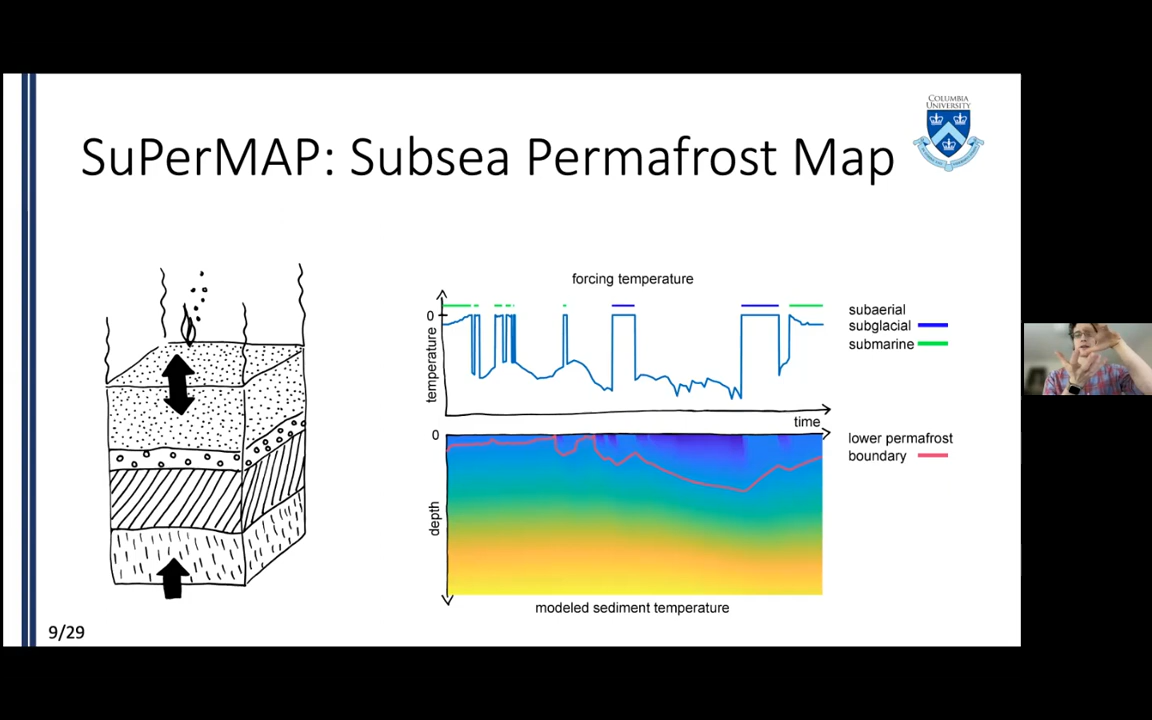 COLUMBIA
UNIVERSITY
SuPerMAP: Subsea Permafrost Map
forcing temperature
0
temperature
time
subaerial
subglacial
submarine
0
depth
lower permafrost
boundary
modeled sediment temperature
9/29